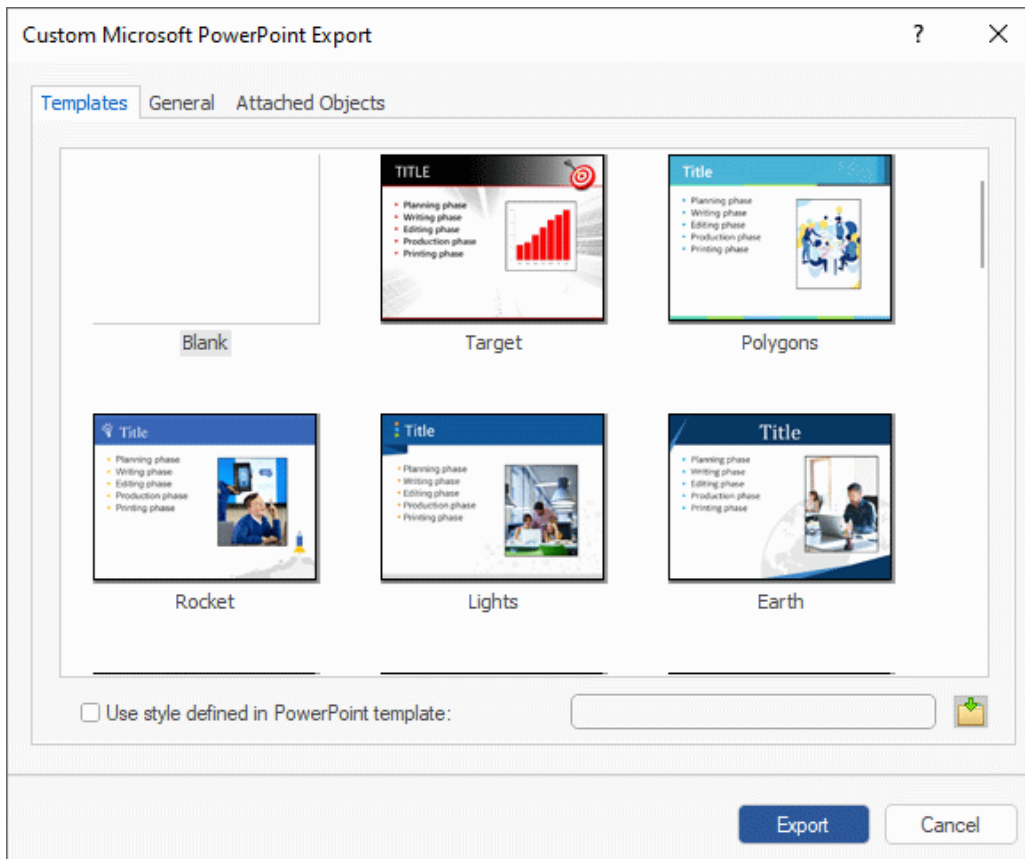 Custom Microsoft PowerPoint Export
?
Templates General Attached Objects
TITLE
Planning phase
Writing phase
Editing phase
Production phase
Printing phase
Title
Planning phase
Writing phase
Editing phase
Production phase
Printing phase
Blank Target Polygons
Title
Planning phase
Writing phase
Editing phase
Production phase
Printing phase
Title
Planning phase
Writing phase
Editing phase
Production phase
Printing phase
Title
Planning phase
Writing phase
Editing phase
Production phase
Printing phase
Rocket Lights Earth
Use style defined in PowerPoint template:
Export Cancel